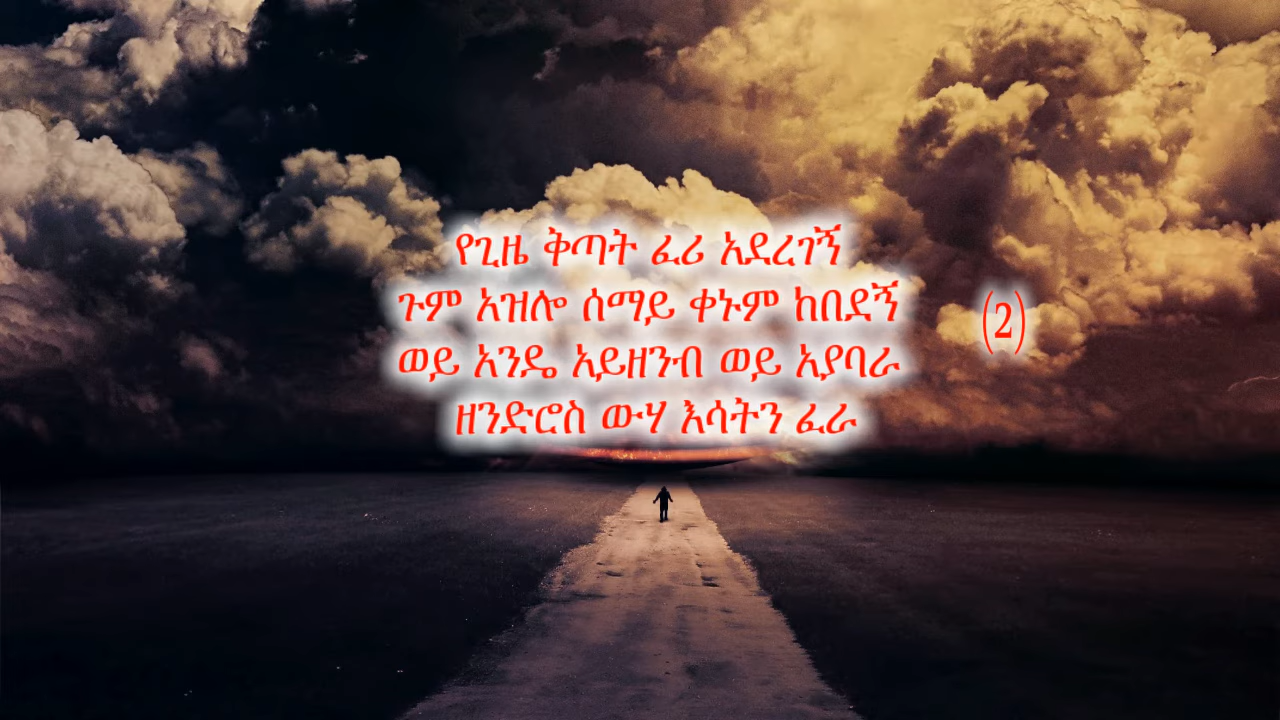 የጊዜ ቅጣት ፈሪ አደረገኝ
ጉም አዝሎ ሰማይ ቀኑም ከበደኝ
ወይ አንዴ አይዘንብ ወይ አያባራ
ዘንድሮስ ውሃ እሳትን ፈራ
(2)